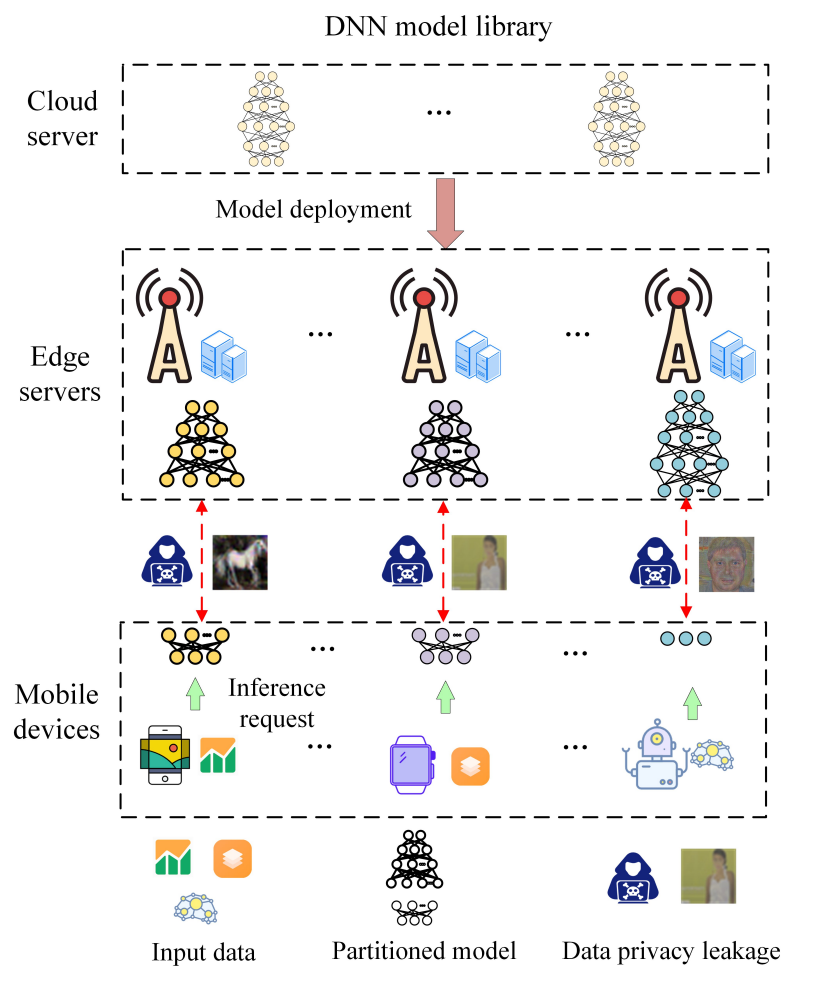 DNN model library
Cloud
server
Model deployment
Edge
servers
Mobile
devices
Inference
request
Input data
Partitioned model
Data privacy leakage